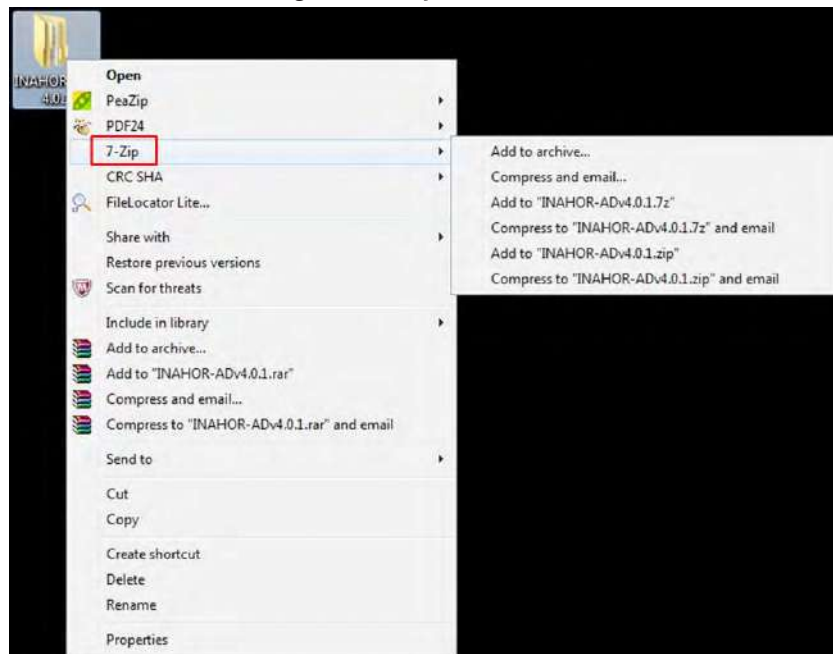 INAHOR
4.0.
Open
PeaZip
PDF24
7-Zip
CRC SHA
FileLocator Lite...
Share with
Restore previous versions
Scan for threats
Include in library
Add to archive...
Add to "INAHOR-ADv4.0.1.rar"
Compress and email...
Compress to "INAHOR-ADv4.0.1.rar" and email
Send to
Cut
Copy
Create shortcut
Delete
Rename
Properties
Add to archive...
Compress and email...
Add to "INAHOR-ADv4.0.1.7z"
Compress to "INAHOR-ADv4.0.1.7z" and email
Add to "INAHOR-ADv4.0.1.zip"
Compress to "INAHOR-ADv4.0.1.zip" and email